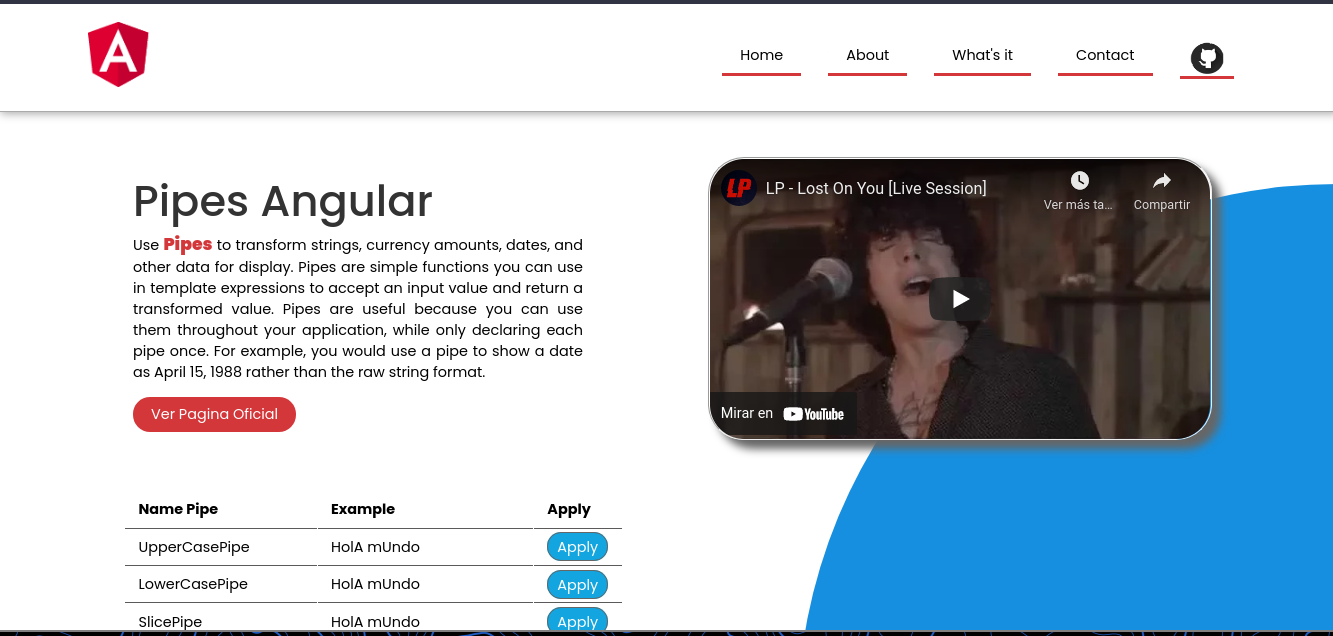 Home About What's it Contact
Pipes Angular
Use Pipes to transform strings, currency amounts, dates, and
other data for display. Pipes are simple functions you can use
in template expressions to accept an input value and return a
transformed value. Pipes are useful because you can use
them throughout your application, while only declaring each
pipe once. For example, you would use a pipe to show a date
as April 15, 1988 rather than the raw string format.
Ver Pagina Oficial
LP LP - Lost On You [Live Session]
Ver más ta... Compartir
Mirar en YouTube
Name Pipe Example Apply
UpperCasePipe HolA mUndo Apply
LowerCasePipe HolA mUndo Apply
SlicePipe HolA mUndo Apply